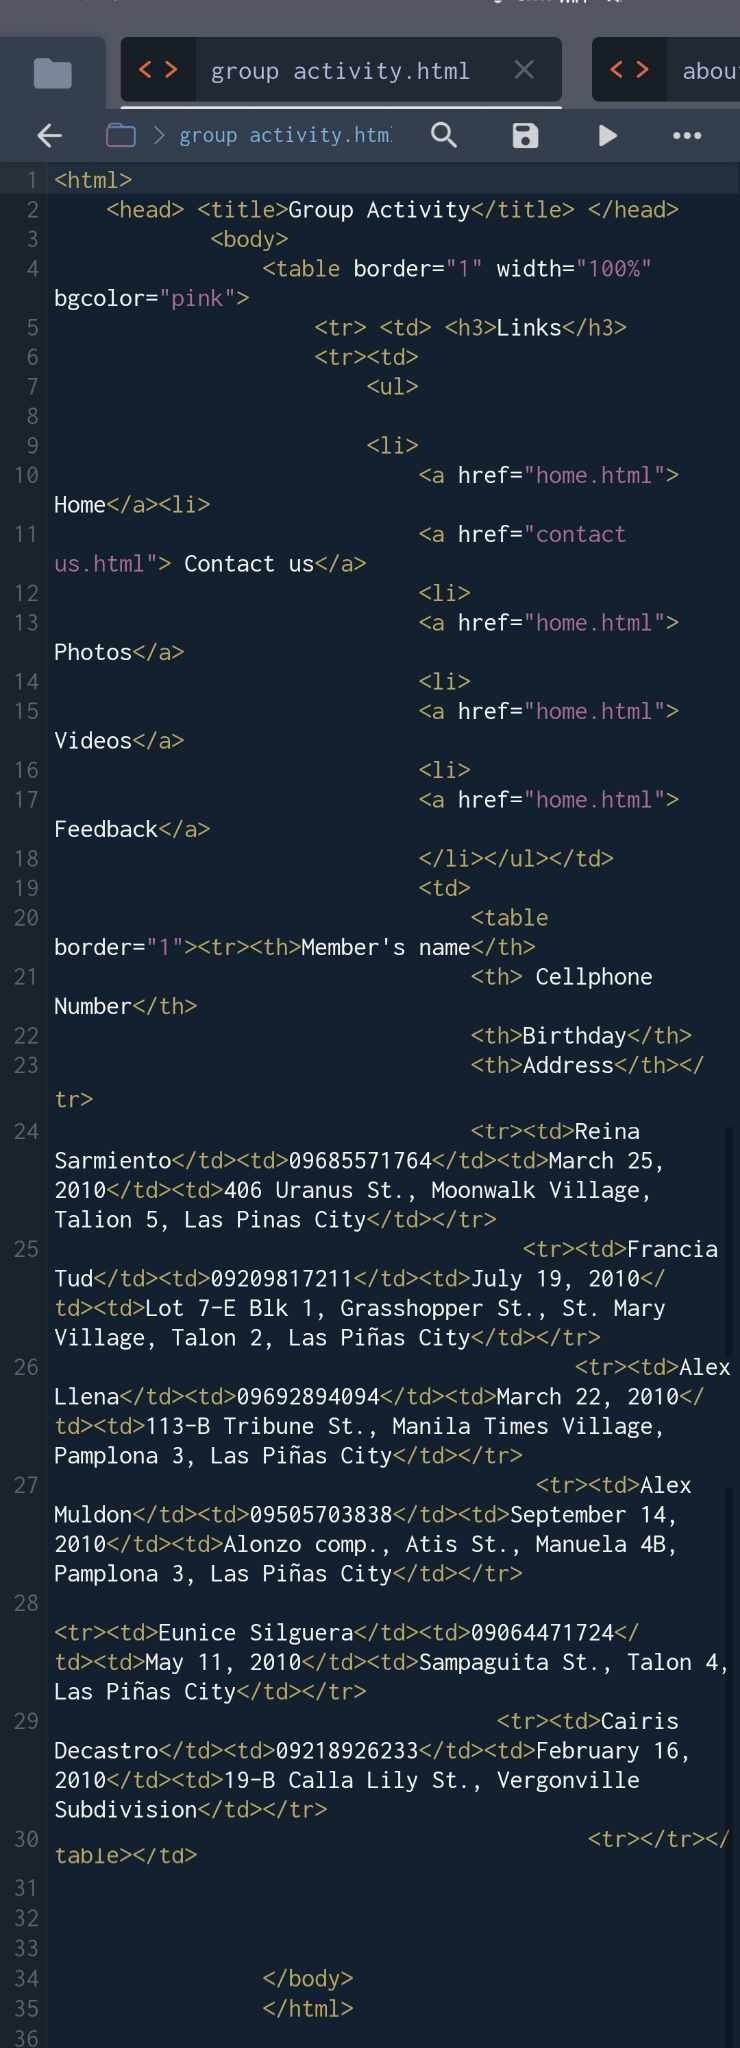 group activity.html
abou
group activity.htm
1 <html>
2 <head> <title>Group Activity</title> </head>
3 <body>
4 <table border="1" width="100%"
bgcolor="pink">
5 <tr> <td> <h3>Links</h3>
6 <tr><td>
7 <ul>
8
9 <li>
10 <a href="home.html">
Home</a><li>
11 <a href="contact
us.html"> Contact us</a>
12 <li>
13 <a href="home.html">
Photos</a>
14 <li>
15 <a href="home.html">
Videos</a>
16 <li>
17 <a href="home.html">
Feedback</a>
18 </li></ul></td>
19 <td>
20 <table
border="1"><tr><th>Member's name</th>
21 <th> Cellphone
Number</th>
22 <th>Birthday</th>
23 <th>Address</th></
tr>
24 <tr><td>Reina
Sarmiento</td><td>09685571764</td><td>March 25,
2010</td><td>406 Uranus St., Moonwalk Village,
Talion 5, Las Pinas City</td></tr>
25 <tr><td>Francia
Tud</td><td>09209817211</td><td>July 19, 2010</
td><td>Lot 7-E Blk 1, Grasshopper St., St. Mary
Village, Talon 2, Las Piñas City</td></tr>
26 <tr><td>Alex
Llena</td><td>09692894094</td><td>March 22, 2010</
td><td>113-B Tribune St., Manila Times Village,
Pamplona 3, Las Piñas City</td></tr>
27 <tr><td>Alex
Muldon</td><td>09505703838</td><td>September 14,
2010</td><td>Alonzo comp., Atis St., Manuela 4B,
Pamplona 3, Las Piñas City</td></tr>
28
<tr><td>Eunice Silguera</td><td>09064471724</
td><td>May 11, 2010</td><td>Sampaguita St., Talon 4,
Las Piñas City</td></tr>
29 <tr><td>Cairis
Decastro</td><td>09218926233</td><td>February 16,
2010</td><td>19-B Calla Lily St., Vergonville
Subdivision</td></tr>
30 <tr></tr></
table></td>
31
32
33
34 </body>
35 </html>
36